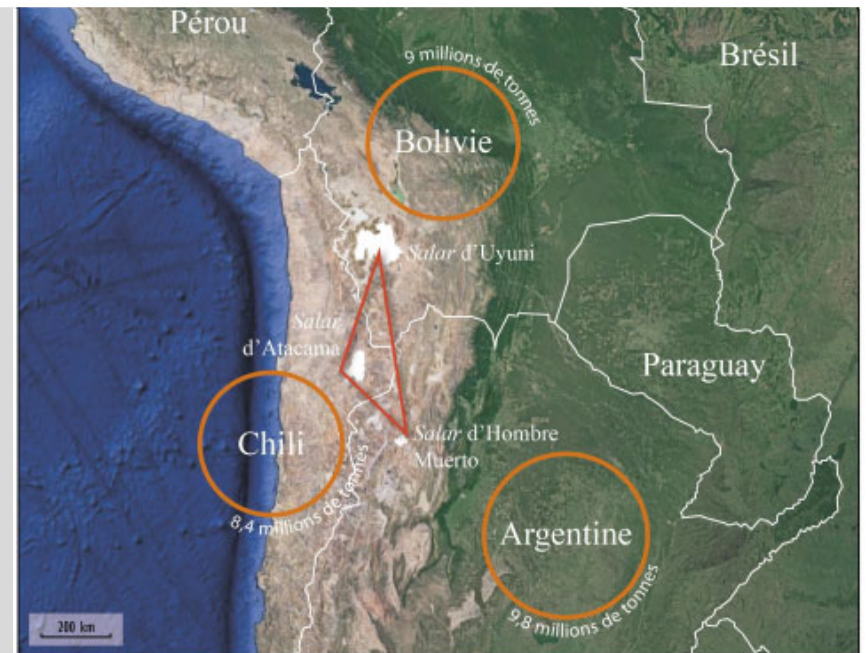 Pérou
Brésil
9 millions de tonnes
Bolivie
Salar d'Uyuni
Salar
d'Atacama
Paraguay
Salar d'Hombre
Muerto
Chili
8,4 millions de tonnes
Argentine
9,8 millions de tonnes
200 km